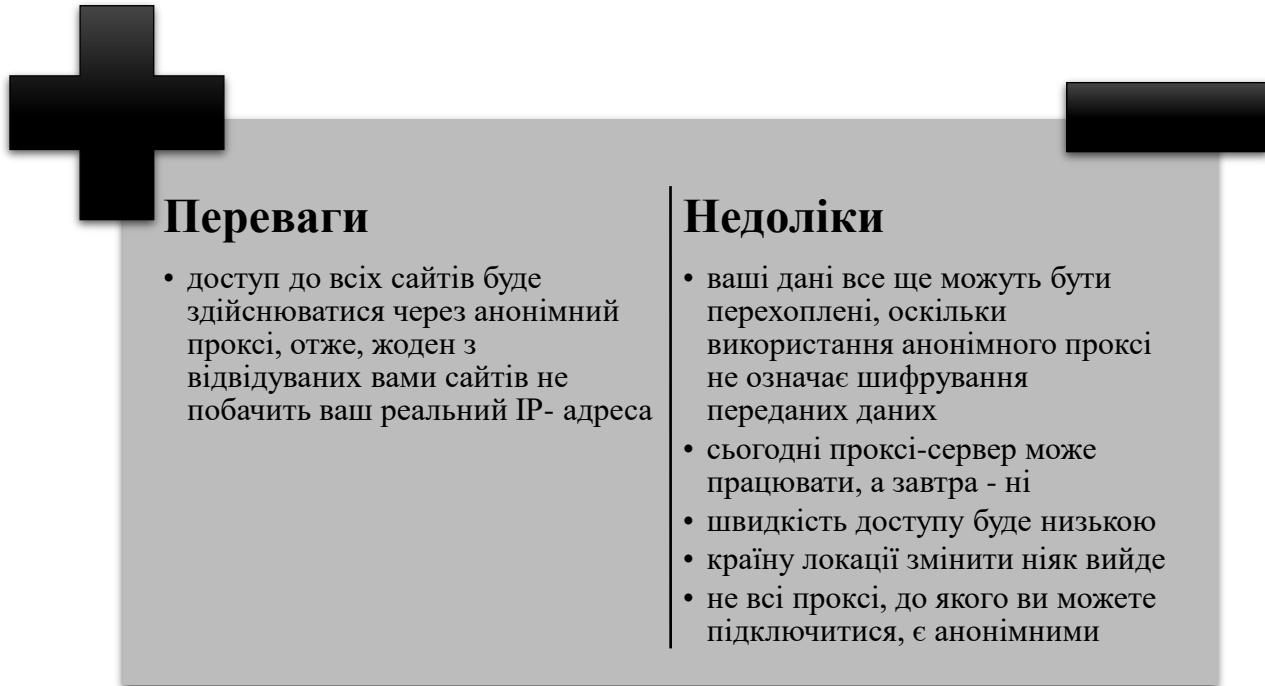 Переваги
• доступ до всіх сайтів буде
здійснюватися через анонімний
проксі, отже, жоден з
відвідуваних вами сайтів не
побачить ваш реальний IP- адреса
Недоліки
• ваші дані все ще можуть бути
перехоплені, оскільки
використання анонімного проксі
не означає шифрування
переданих даних
• сьогодні проксі-сервер може
працювати, а завтра - ні
• швидкість доступу буде низькою
• країну локації змінити ніяк вийде
• не всі проксі, до якого ви можете
підключитися, є анонімними